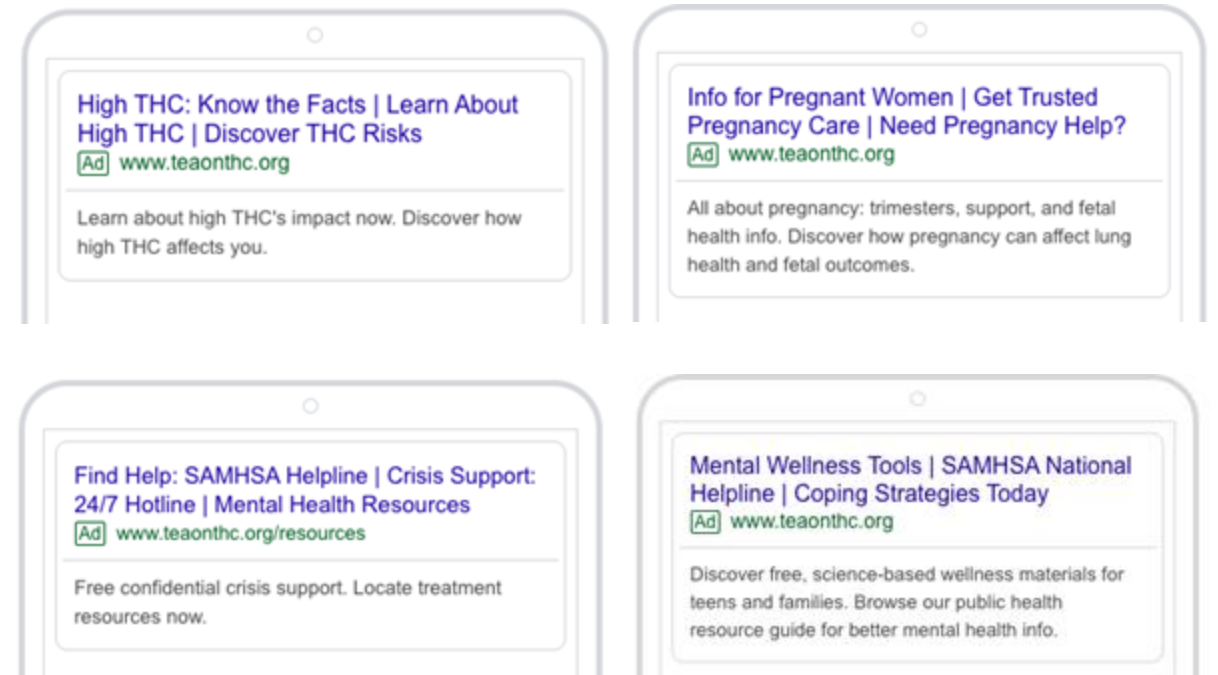 High THC: Know the Facts | Learn About
High THC | Discover THC Risks
Ad www.teaonthc.org
Learn about high THC's impact now. Discover how
high THC affects you.
Info for Pregnant Women | Get Trusted
Pregnancy Care | Need Pregnancy Help?
Ad www.teaonthc.org
All about pregnancy: trimesters, support, and fetal
health info. Discover how pregnancy can affect lung
health and fetal outcomes.
Find Help: SAMHSA Helpline | Crisis Support:
24/7 Hotline | Mental Health Resources
Ad www.teaonthc.org/resources
Free confidential crisis support. Locate treatment
resources now.
Mental Wellness Tools | SAMHSA National
Helpline | Coping Strategies Today
Ad www.teaonthc.org
Discover free, science-based wellness materials for
teens and families. Browse our public health
resource guide for better mental health info.